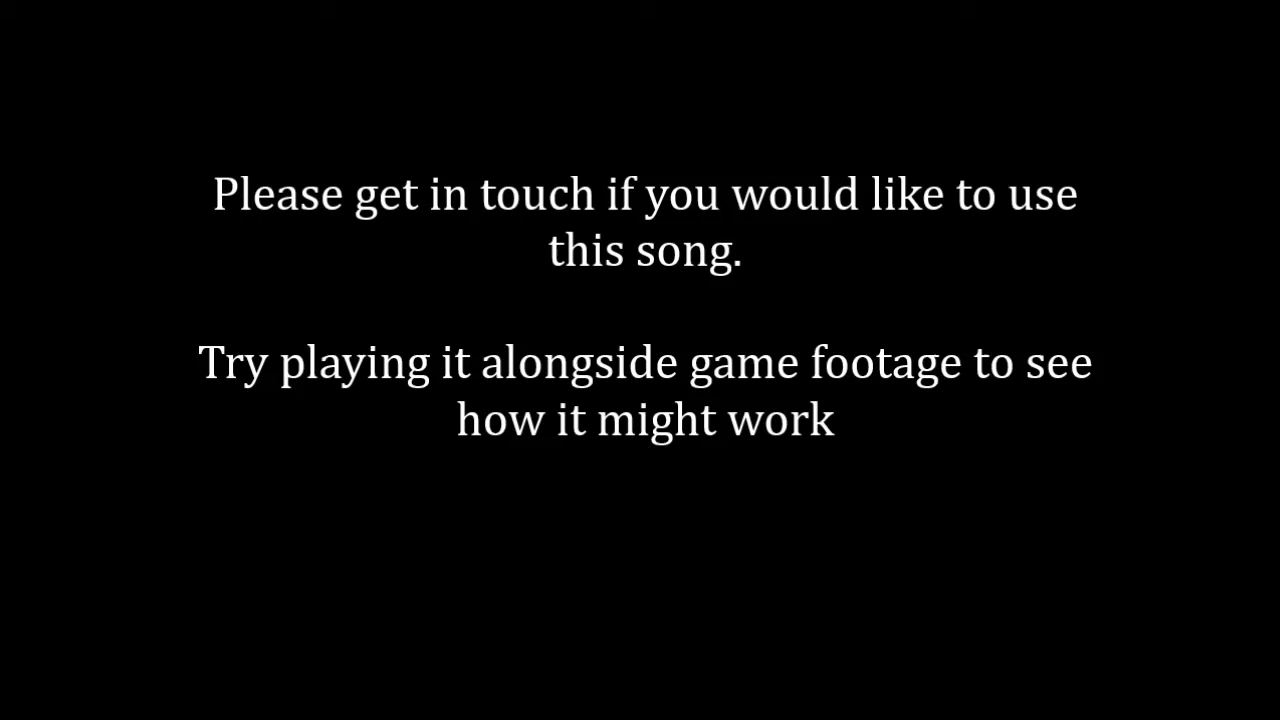 Please get in touch if you would like to use
this song.
Try playing it alongside game footage to see
how it might work